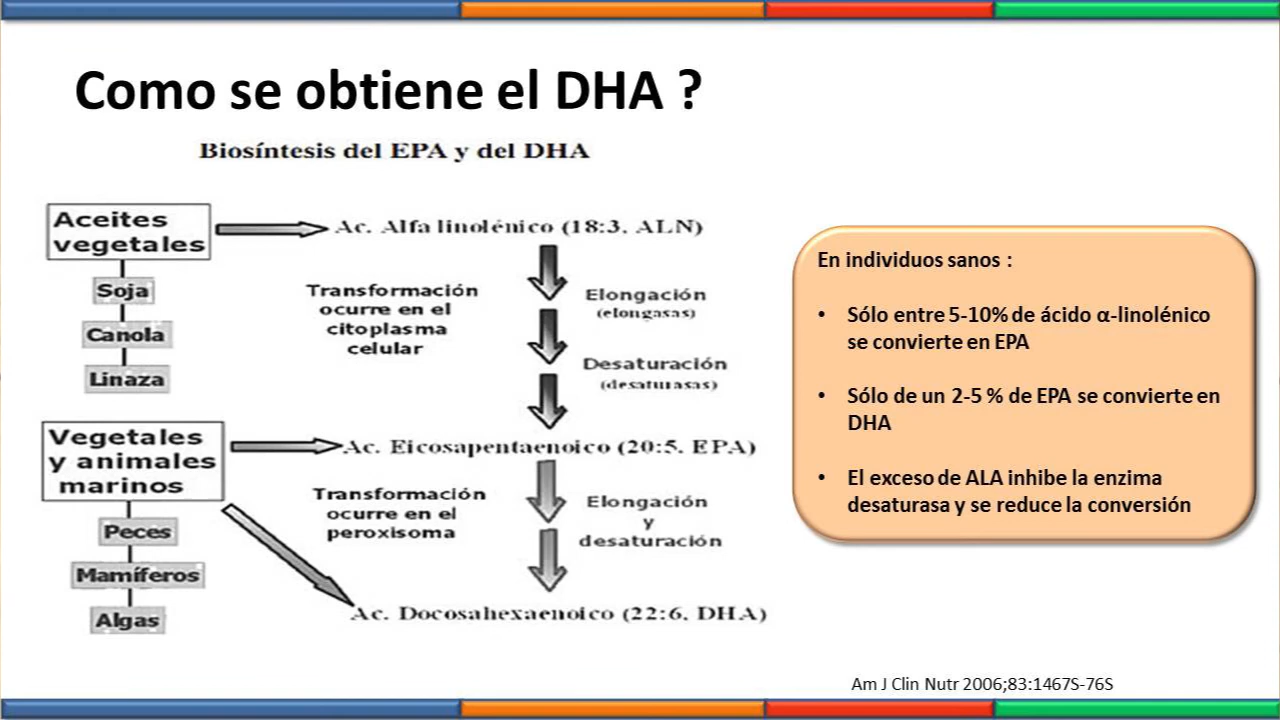 Como se obtiene el DHA ?
Biosíntesis del EPA y del DHA
Aceites
vegetales
Soja
Canola
Linaza
Ac. Alfa linolénico (18:3. ALN)
Transformación
ocurre en el
citoplasma
celular
Elongación
(elongasas)
Desaturación
(desaturasas)
Vegetales
y animales
marinos
Peces
Mamíferos
Algas
Ac. Eicosapentaenoico (20:5. EPA)
Transformación
ocurre en el
peroxisoma
Elongación
y
desaturación
Ac. Docosahexaenoico (22:6. DHA)
En individuos sanos :
• Sólo entre 5-10% de ácido α-linolénico
se convierte en EPA
• Sólo de un 2-5 % de EPA se convierte en
DHA
• El exceso de ALA inhibe la enzima
desaturasa y se reduce la conversión
Am J Clin Nutr 2006;83:1467S-76S